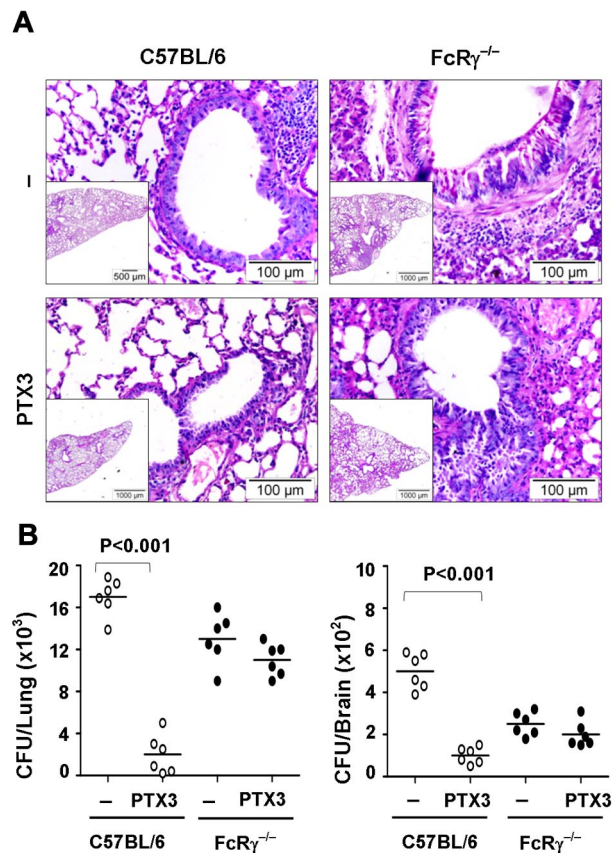 A
C57BL/6 FcRγ−/−
–
500 µm
100 µm
1000 µm
100 µm
PTX3
1000 µm
100 µm
1000 µm
100 µm
B
P<0.001
CFU/Lung (x10³)
20
16
12
8
4
0
– PTX3 – PTX3
C57BL/6 FcRγ−/−
P<0.001
CFU/Brain (x10²)
10
8
6
4
2
0
– PTX3 – PTX3
C57BL/6 FcRγ−/−